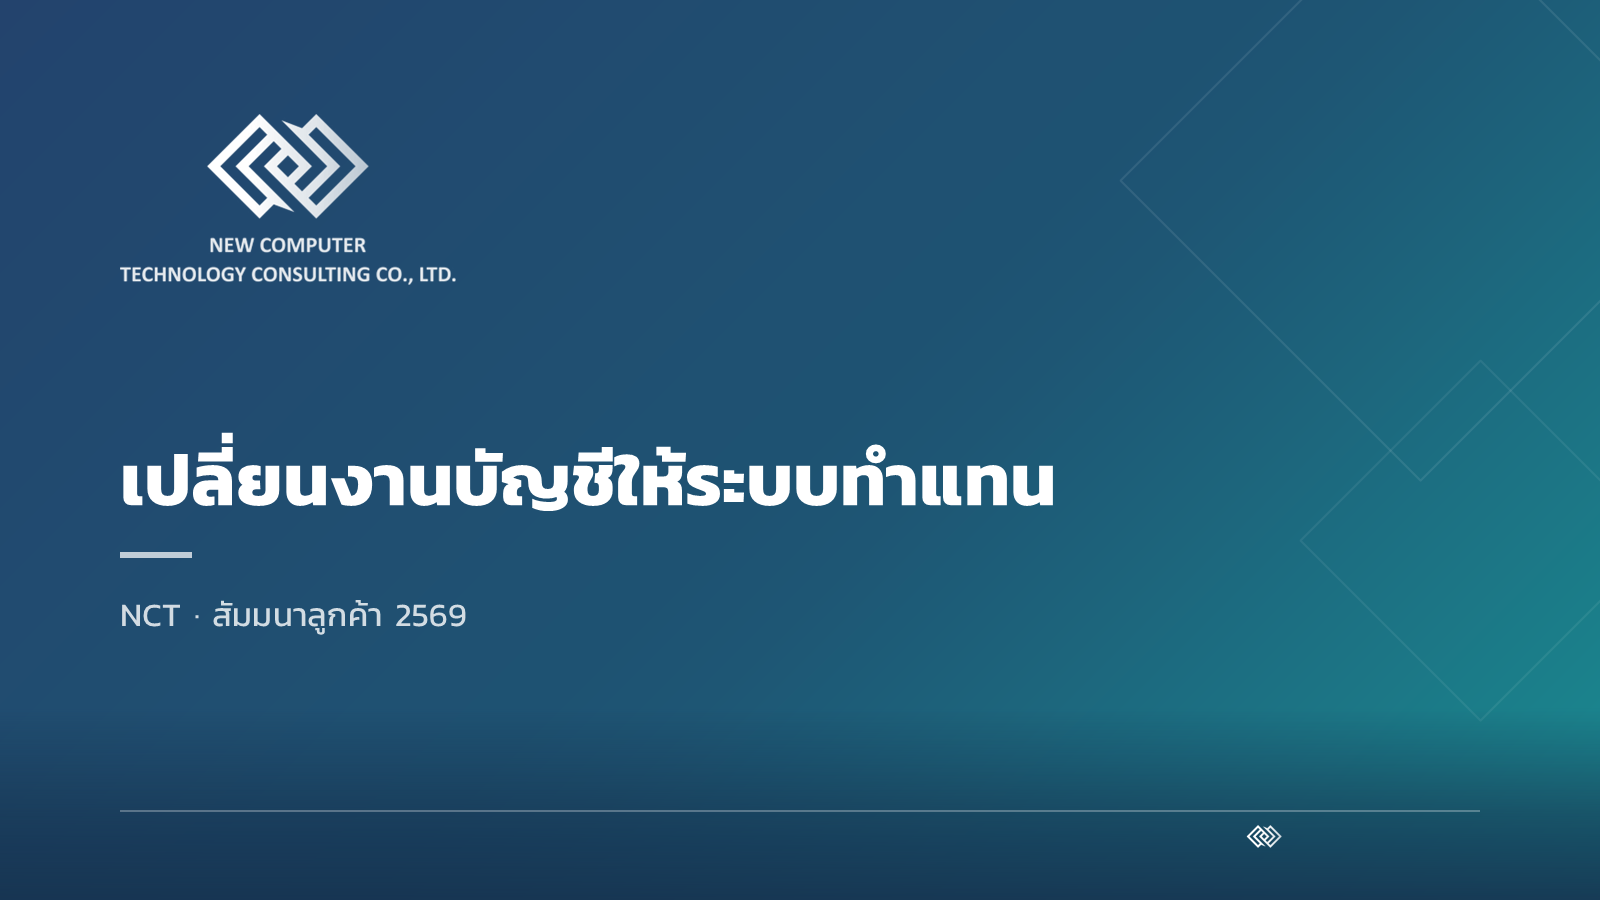 NEW COMPUTER
TECHNOLOGY CONSULTING CO., LTD.
เปลี่ยนงานบัญชีให้ระบบทำแทน
NCT · สัมมนาลูกค้า 2569